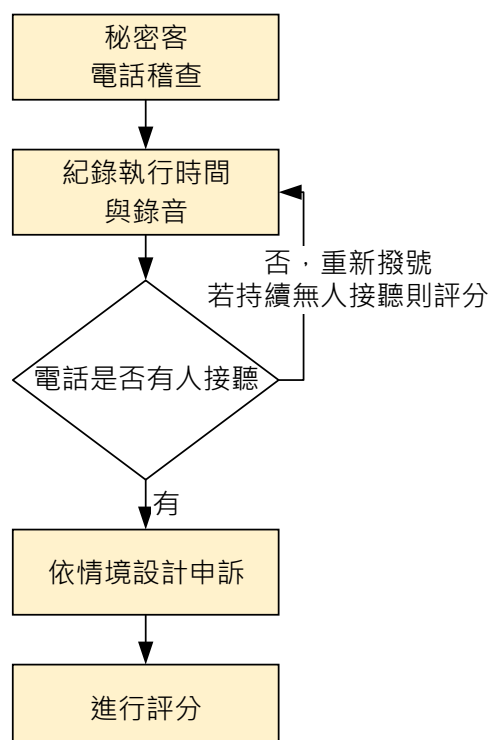 秘密客
電話稽查
紀錄執行時間
與錄音
否，重新撥號
若持續無人接聽則評分
電話是否有人接聽
有
依情境設計申訴
進行評分